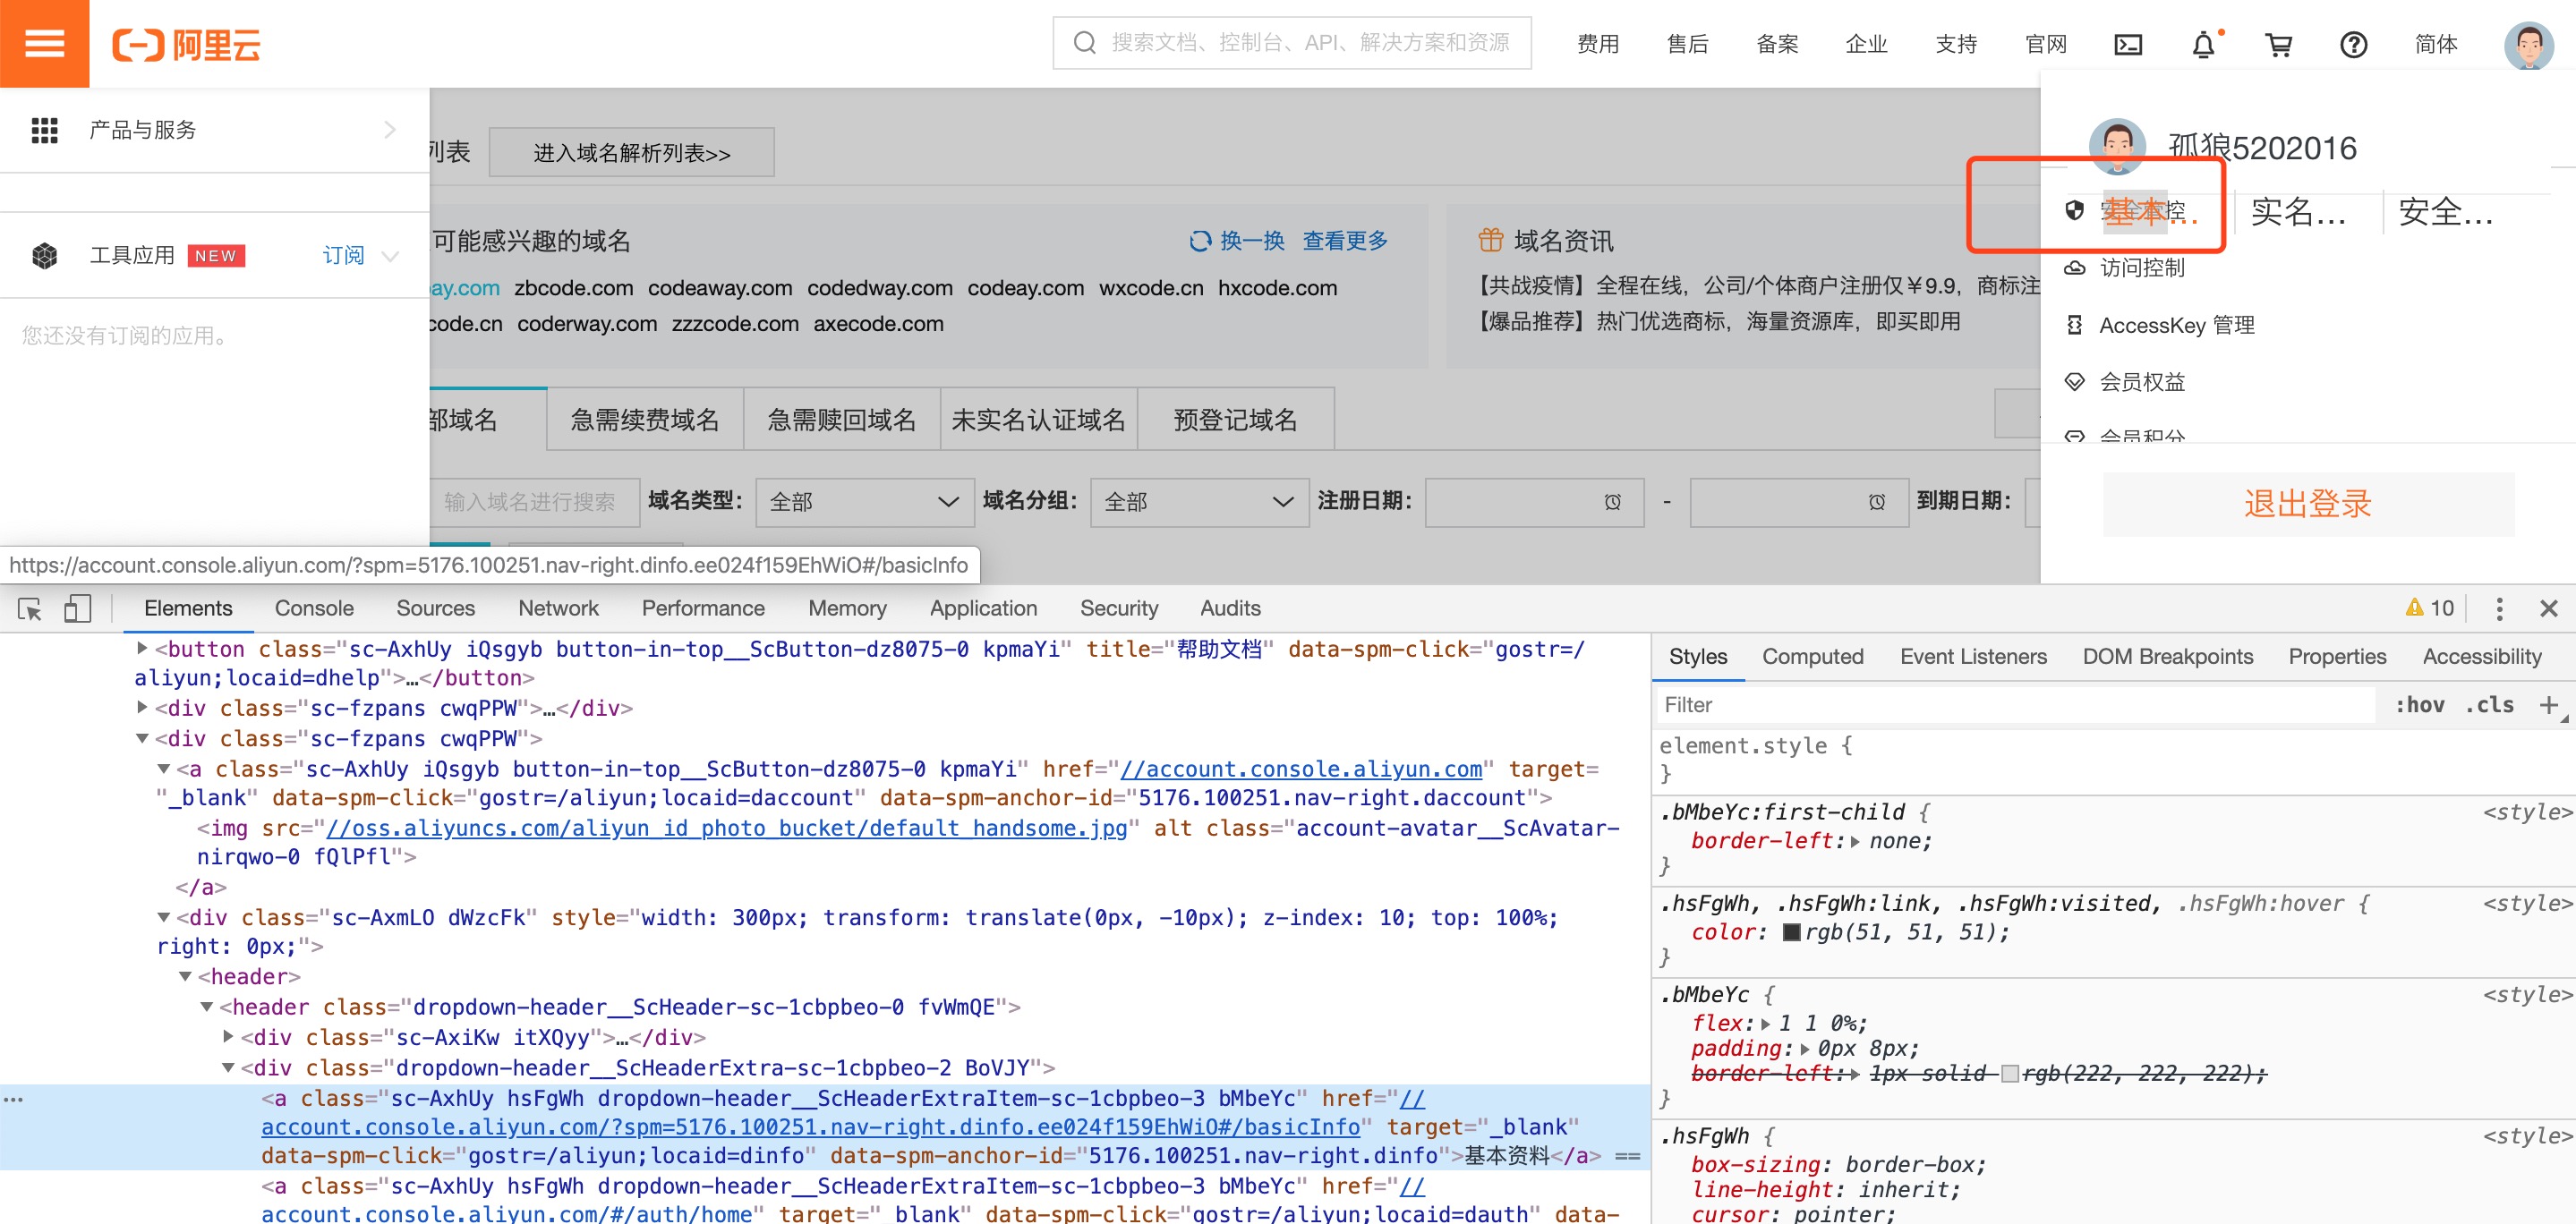 阿里云
搜索文档、控制台、API、解决方案和资源
费用 售后 备案 企业 支持 官网 简体
产品与服务
列表 进入域名解析列表>>
孤狼5202016
基本... 实名... 安全...
可能感兴趣的域名 换一换 查看更多
域名资讯
工具应用 NEW 订阅
访问控制
ay.com zbcode.com codeaway.com codedway.com codeay.com wxcode.cn hxcode.com
【共战疫情】全程在线，公司/个体商户注册仅￥9.9，商标注
code.cn coderway.com zzzcode.com axecode.com
【爆品推荐】热门优选商标，海量资源库，即买即用
AccessKey 管理
您还没有订阅的应用。
会员权益
部域名 急需续费域名 急需赎回域名 未实名认证域名 预登记域名
会员积分
输入域名进行搜索 域名类型： 全部 域名分组： 全部 注册日期： - 到期日期：
退出登录
https://account.console.aliyun.com/?spm=5176.100251.nav-right.dinfo.ee024f159EhWiO#/basicInfo
Elements Console Sources Network Performance Memory Application Security Audits 10
<button class="sc-AxhUy iQsgyb button-in-top__ScButton-dz8075-0 kpmaYi" title="帮助文档" data-spm-click="gostr=/
aliyun;locaid=dhelp">…</button>
<div class="sc-fzpans cwqPPW">…</div>
<div class="sc-fzpans cwqPPW">
<a class="sc-AxhUy iQsgyb button-in-top__ScButton-dz8075-0 kpmaYi" href="//account.console.aliyun.com" target=
"_blank" data-spm-click="gostr=/aliyun;locaid=daccount" data-spm-anchor-id="5176.100251.nav-right.daccount">
<img src="//oss.aliyuncs.com/aliyun_id_photo_bucket/default_handsome.jpg" alt class="account-avatar__ScAvatar-
nirqwo-0 fQlPfl">
</a>
<div class="sc-AxmLO dWzcFk" style="width: 300px; transform: translate(0px, -10px); z-index: 10; top: 100%;
right: 0px;">
<header>
<header class="dropdown-header__ScHeader-sc-1cbpbeo-0 fvWmQE">
<div class="sc-AxiKw itXQyy">…</div>
<div class="dropdown-header__ScHeaderExtra-sc-1cbpbeo-2 BoVJY">
<a class="sc-AxhUy hsFgWh dropdown-header__ScHeaderExtraItem-sc-1cbpbeo-3 bMbeYc" href="//
account.console.aliyun.com/?spm=5176.100251.nav-right.dinfo.ee024f159EhWiO#/basicInfo" target="_blank"
data-spm-click="gostr=/aliyun;locaid=dinfo" data-spm-anchor-id="5176.100251.nav-right.dinfo">基本资料</a> ==
<a class="sc-AxhUy hsFgWh dropdown-header__ScHeaderExtraItem-sc-1cbpbeo-3 bMbeYc" href="//
account.console.aliyun.com/#/auth/home" target="_blank" data-spm-click="gostr=/aliyun;locaid=dauth" data-
Styles Computed Event Listeners DOM Breakpoints Properties Accessibility
Filter :hov .cls +
element.style {
}
.bMbeYc:first-child { <style>
border-left: none;
}
.hsFgWh, .hsFgWh:link, .hsFgWh:visited, .hsFgWh:hover { <style>
color: rgb(51, 51, 51);
}
.bMbeYc { <style>
flex: 1 1 0%;
padding: 0px 8px;
border-left: 1px solid rgb(222, 222, 222);
}
.hsFgWh { <style>
box-sizing: border-box;
line-height: inherit;
cursor: pointer;